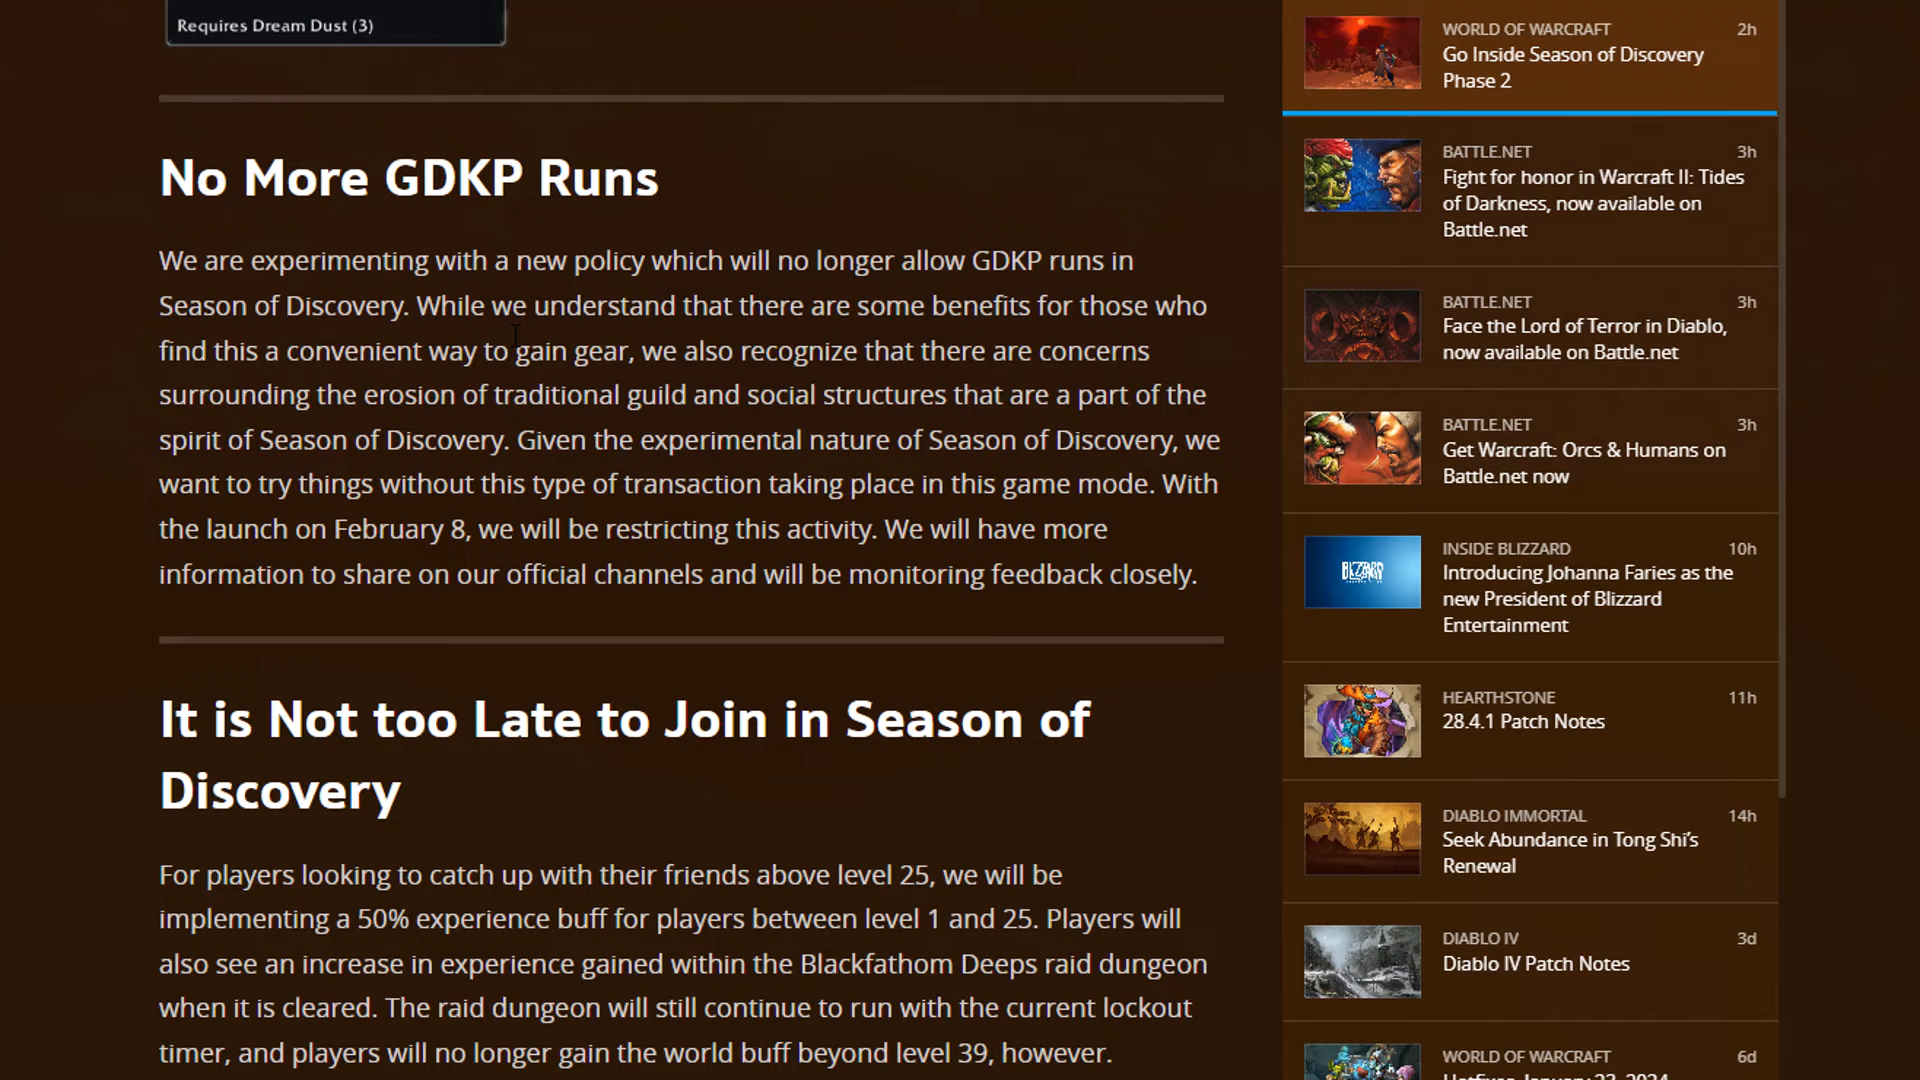 Requires Dream Dust (3)
No More GDKP Runs
We are experimenting with a new policy which will no longer allow GDKP runs in
Season of Discovery. While we understand that there are some benefits for those who
find this a convenient way to gain gear, we also recognize that there are concerns
surrounding the erosion of traditional guild and social structures that are a part of the
spirit of Season of Discovery. Given the experimental nature of Season of Discovery, we
want to try things without this type of transaction taking place in this game mode. With
the launch on February 8, we will be restricting this activity. We will have more
information to share on our official channels and will be monitoring feedback closely.
It is Not too Late to Join in Season of
Discovery
For players looking to catch up with their friends above level 25, we will be
implementing a 50% experience buff for players between level 1 and 25. Players will
also see an increase in experience gained within the Blackfathom Deeps raid dungeon
when it is cleared. The raid dungeon will still continue to run with the current lockout
timer, and players will no longer gain the world buff beyond level 39, however.
WORLD OF WARCRAFT 2h
Go Inside Season of Discovery
Phase 2
BATTLE.NET 3h
Fight for honor in Warcraft II: Tides
of Darkness, now available on
Battle.net
BATTLE.NET 3h
Face the Lord of Terror in Diablo,
now available on Battle.net
BATTLE.NET 3h
Get Warcraft: Orcs & Humans on
Battle.net now
BLIZZARD
INSIDE BLIZZARD 10h
Introducing Johanna Faries as the
new President of Blizzard
Entertainment
HEARTHSTONE 11h
28.4.1 Patch Notes
DIABLO IMMORTAL 14h
Seek Abundance in Tong Shi's
Renewal
DIABLO IV 3d
Diablo IV Patch Notes
WORLD OF WARCRAFT 6d
Hotfixes: January 23, 2024